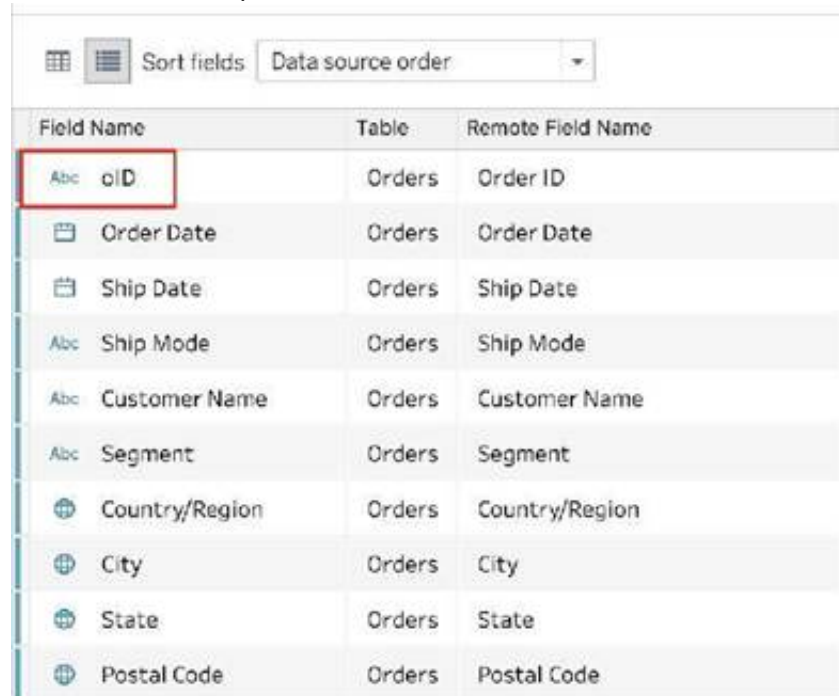 Sort fields Data source order
Field Name Table Remote Field Name
Abc oID Orders Order ID
Order Date Orders Order Date
Ship Date Orders Ship Date
Abc Ship Mode Orders Ship Mode
Abc Customer Name Orders Customer Name
Abc Segment Orders Segment
Country/Region Orders Country/Region
City Orders City
State Orders State
Postal Code Orders Postal Code